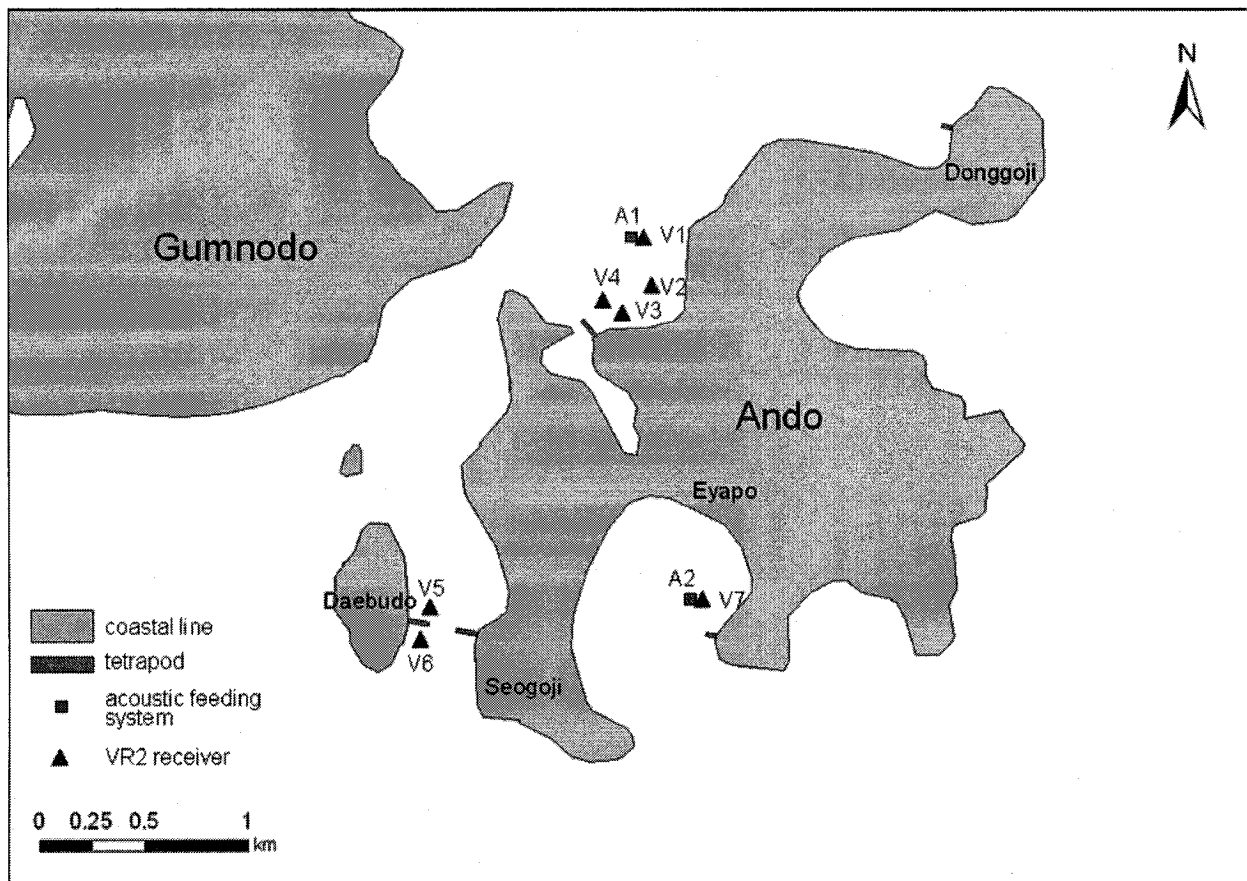 N
Donggoji
A1
V1
Gumnodo
V4
V2
V3
Ando
Eyapo
A2
V5
Daebudo
V7
V6
Seogoji
coastal line
tetrapod
acoustic feeding
system
VR2 receiver
0 0.25 0.5 1
km